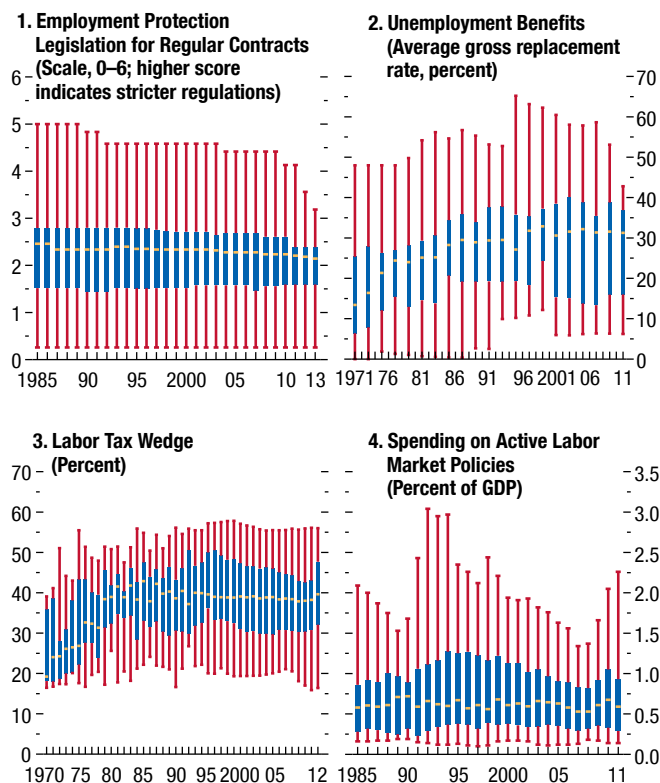 1. Employment Protection
Legislation for Regular Contracts
(Scale, 0–6; higher score
indicates stricter regulations)
6
5
4
3
2
1
0
1985 90 95 2000 05 10 13
2. Unemployment Benefits
(Average gross replacement
rate, percent)
70
60
50
40
30
20
10
0
1971 76 81 86 91 96 2001 06 11
3. Labor Tax Wedge
(Percent)
70
60
50
40
30
20
10
0
1970 75 80 85 90 95 2000 05 12
4. Spending on Active Labor
Market Policies
(Percent of GDP)
3.5
3.0
2.5
2.0
1.5
1.0
0.5
0.0
1985 90 95 2000 05 11